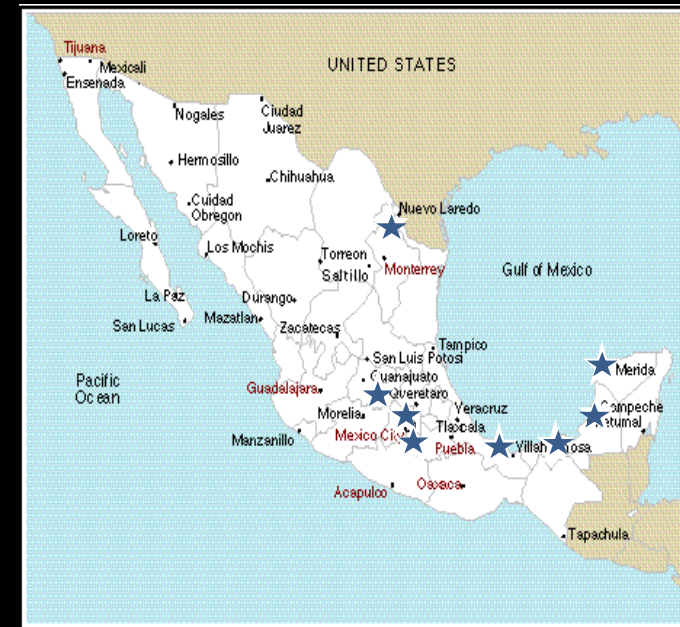 Tijuana
Mexicali
Ensenada
UNITED STATES
Nogales
Ciudad
Juarez
Hermosillo
Chihuahua
Cuidad
Obregon
Nuevo Laredo
Loreto
Los Mochis
Torreon
Saltillo
Monterrey
Gulf of Mexico
La Paz
Durango
San Lucas
Mazatlan
Zacatecas
Tampico
San Luis Potosi
Merida
Pacific
Ocean
Guanajuato
Guadalajara
Queretaro
Morelia
Veracruz
Campeche
Tlaxcala
Manzanillo
Mexico City
Puebla
Acapulco
Oaxaca
Tapachula